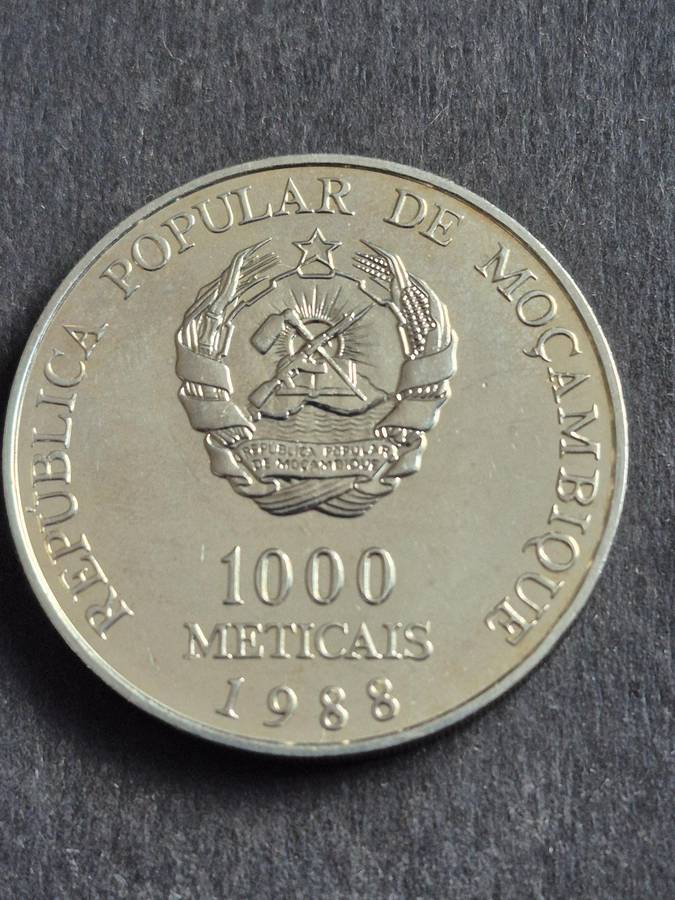 REPÚBLICA POPULAR DE MOÇAMBIQUE
REPUBLICA POPULAR
DE MOÇAMBIQUE
1000
METICAIS
1988